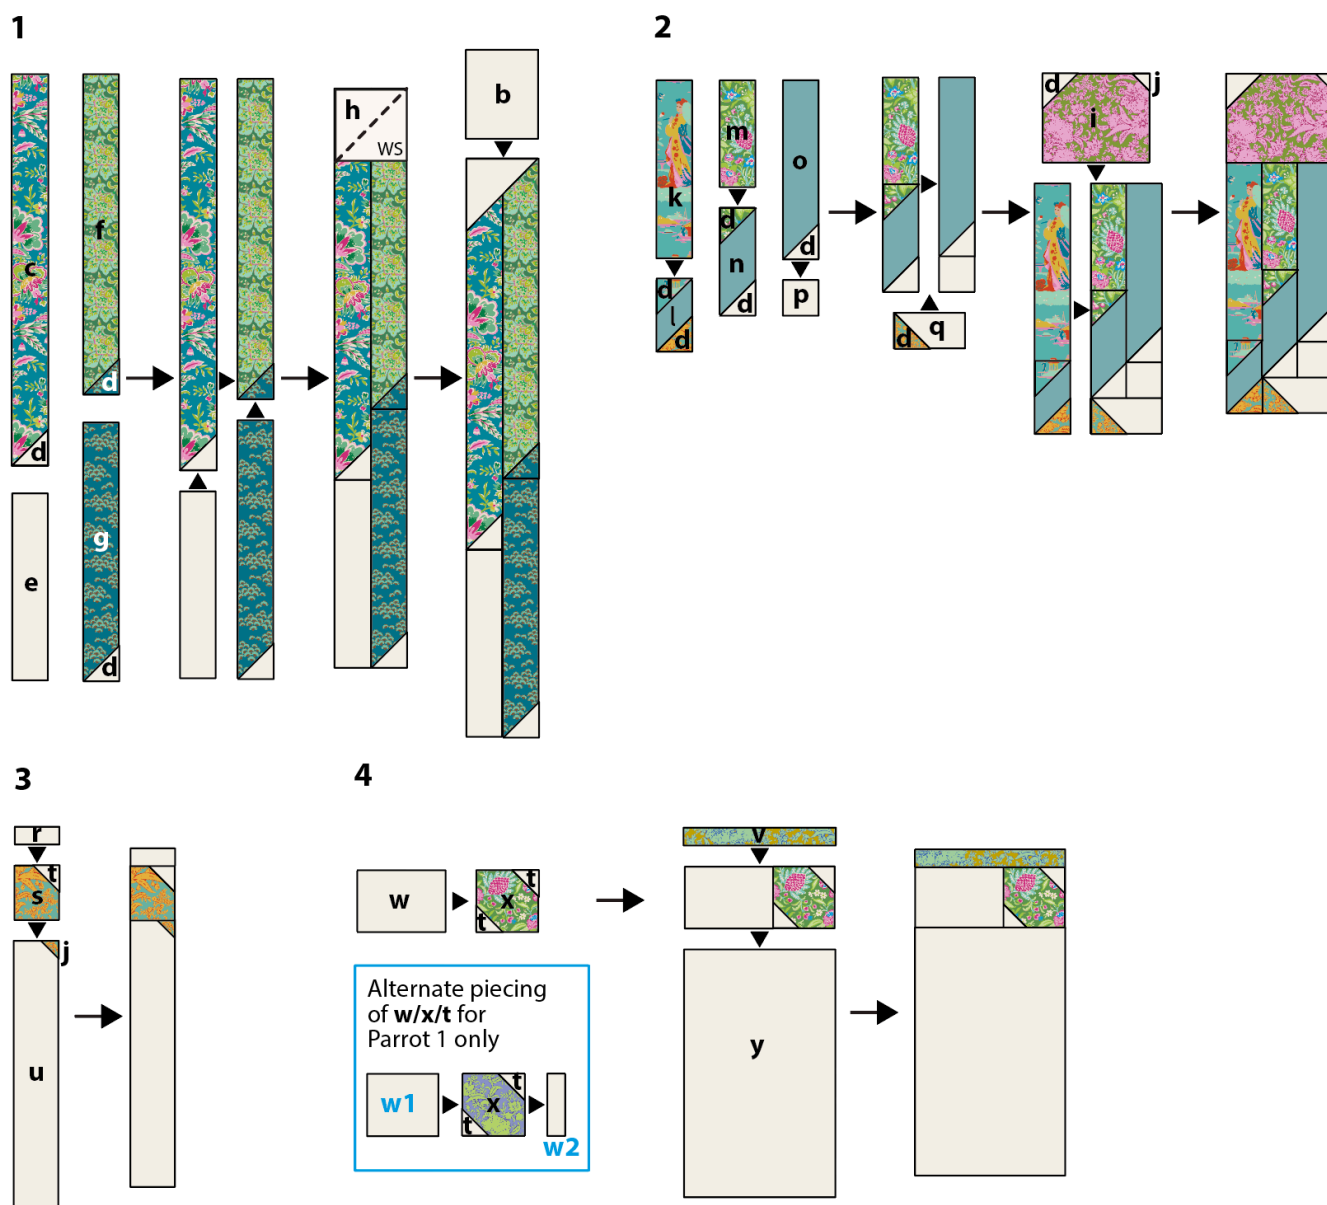 1
c
d
e
f
d
g
d
h
WS
b
2
k
d
l
d
m
d
n
d
o
d
p
d
q
d
j
i
3
r
t
s
j
u
4
w
t
x
t
v
y
Alternate piecing
of w/x/t for
Parrot 1 only
w1
t
x
t
w2